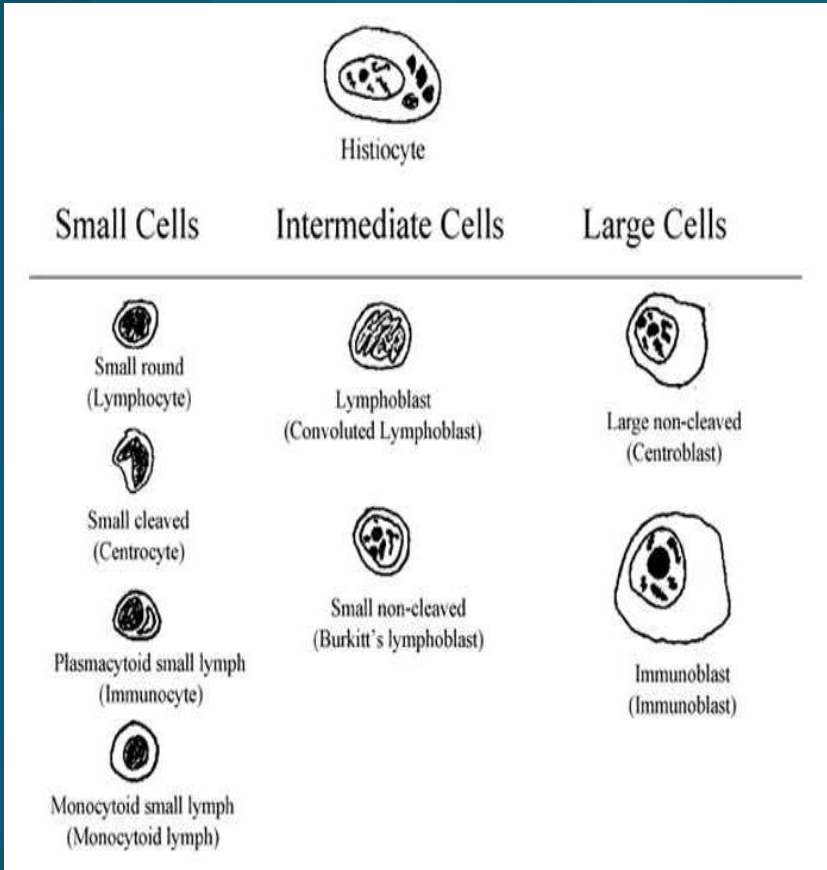 Histiocyte
Small Cells
Intermediate Cells
Large Cells
Small round
(Lymphocyte)
Small cleaved
(Centrocyte)
Plasmacytoid small lymph
(Immunocyte)
Monocytoid small lymph
(Monocytoid lymph)
Lymphoblast
(Convoluted Lymphoblast)
Small non-cleaved
(Burkitt's lymphoblast)
Large non-cleaved
(Centroblast)
Immunoblast
(Immunoblast)